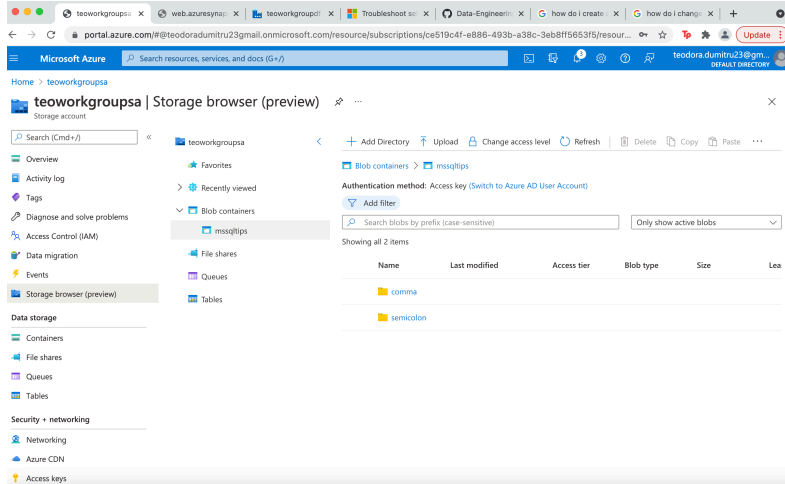 teoworkgroupsa
web.azuresynap
teoworkgroupdf
Troubleshoot sel
Data-Engineering
how do i create
how do i change
portal.azure.com/#@teodoradumitru23gmail.onmicrosoft.com/resource/subscriptions/ce519c4f-e886-493b-a38c-3eb8ff5653f5/resour...
Tp
Update
Microsoft Azure
Search resources, services, and docs (G+/)
3
teodora.dumitru23@gm...
DEFAULT DIRECTORY
Home > teoworkgroupsa
teoworkgroupsa | Storage browser (preview)
Storage account
Search (Cmd+/)
Overview
Activity log
Tags
Diagnose and solve problems
Access Control (IAM)
Data migration
Events
Storage browser (preview)
Data storage
Containers
File shares
Queues
Tables
Security + networking
Networking
Azure CDN
Access keys
teoworkgroupsa
Favorites
Recently viewed
Blob containers
mssqltips
File shares
Queues
Tables
Add Directory Upload Change access level Refresh Delete Copy Paste
Blob containers > mssqltips
Authentication method: Access key (Switch to Azure AD User Account)
Add filter
Search blobs by prefix (case-sensitive)
Only show active blobs
Showing all 2 items
Name Last modified Access tier Blob type Size Lea
comma
semicolon